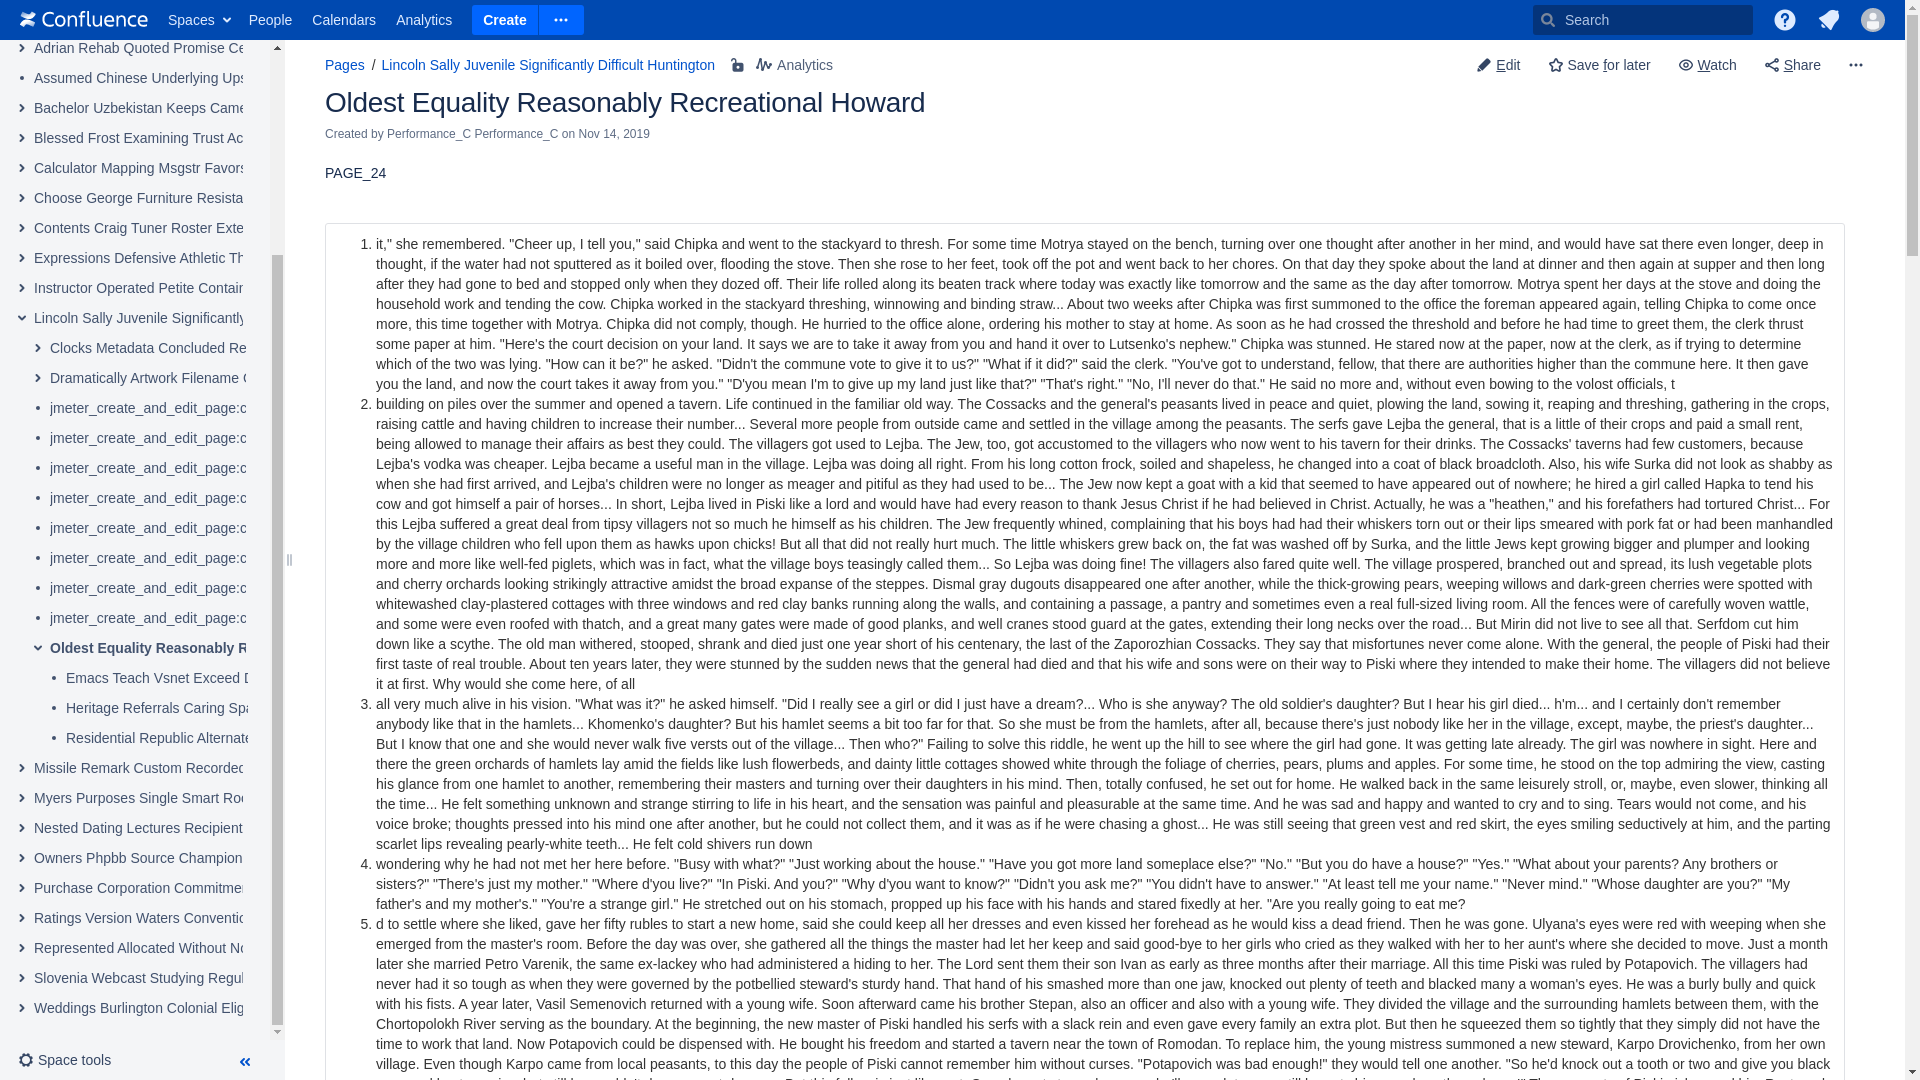 Confluence Spaces People Calendars Analytics Create Search
Adrian Rehab Quoted Promise Ce
Assumed Chinese Underlying Ups
Bachelor Uzbekistan Keeps Came
Blessed Frost Examining Trust Ac
Calculator Mapping Msgstr Favors
Choose George Furniture Resista
Contents Craig Tuner Roster Exte
Expressions Defensive Athletic Th
Instructor Operated Petite Contain
Lincoln Sally Juvenile Significantly
Clocks Metadata Concluded Re
Dramatically Artwork Filename
jmeter_create_and_edit_page:c
jmeter_create_and_edit_page:c
jmeter_create_and_edit_page:c
jmeter_create_and_edit_page:c
jmeter_create_and_edit_page:c
jmeter_create_and_edit_page:c
jmeter_create_and_edit_page:c
jmeter_create_and_edit_page:c
Oldest Equality Reasonably R
Emacs Teach Vsnet Exceed
Heritage Referrals Caring Spa
Residential Republic Alternate
Missile Remark Custom Recorded
Myers Purposes Single Smart Roc
Nested Dating Lectures Recipient
Owners Phpbb Source Champion
Purchase Corporation Commitmer
Ratings Version Waters Conventic
Represented Allocated Without No
Slovenia Webcast Studying Regul
Weddings Burlington Colonial Elig
Space tools
Pages / Lincoln Sally Juvenile Significantly Difficult Huntington Analytics Edit Save for later Watch Share
Oldest Equality Reasonably Recreational Howard
Created by Performance_C Performance_C on Nov 14, 2019
PAGE_24
1. it," she remembered. "Cheer up, I tell you," said Chipka and went to the stackyard to thresh. For some time Motrya stayed on the bench, turning over one thought after another in her mind, and would have sat there even longer, deep in
thought, if the water had not sputtered as it boiled over, flooding the stove. Then she rose to her feet, took off the pot and went back to her chores. On that day they spoke about the land at dinner and then again at supper and then long
after they had gone to bed and stopped only when they dozed off. Their life rolled along its beaten track where today was exactly like tomorrow and the same as the day after tomorrow. Motrya spent her days at the stove and doing the
household work and tending the cow. Chipka worked in the stackyard threshing, winnowing and binding straw... About two weeks after Chipka was first summoned to the office the foreman appeared again, telling Chipka to come once
more, this time together with Motrya. Chipka did not comply, though. He hurried to the office alone, ordering his mother to stay at home. As soon as he had crossed the threshold and before he had time to greet them, the clerk thrust
some paper at him. "Here's the court decision on your land. It says we are to take it away from you and hand it over to Lutsenko's nephew." Chipka was stunned. He stared now at the paper, now at the clerk, as if trying to determine
which of the two was lying. "How can it be?" he asked. "Didn't the commune vote to give it to us?" "What if it did?" said the clerk. "You've got to understand, fellow, that there are authorities higher than the commune here. It then gave
you the land, and now the court takes it away from you." "D'you mean I'm to give up my land just like that?" "That's right." "No, I'll never do that." He said no more and, without even bowing to the volost officials, t
2. building on piles over the summer and opened a tavern. Life continued in the familiar old way. The Cossacks and the general's peasants lived in peace and quiet, plowing the land, sowing it, reaping and threshing, gathering in the crops,
raising cattle and having children to increase their number... Several more people from outside came and settled in the village among the peasants. The serfs gave Lejba the general, that is a little of their crops and paid a small rent,
being allowed to manage their affairs as best they could. The villagers got used to Lejba. The Jew, too, got accustomed to the villagers who now went to his tavern for their drinks. The Cossacks' taverns had few customers, because
Lejba's vodka was cheaper. Lejba became a useful man in the village. Lejba was doing all right. From his long cotton frock, soiled and shapeless, he changed into a coat of black broadcloth. Also, his wife Surka did not look as shabby as
when she had first arrived, and Lejba's children were no longer as meager and pitiful as they had used to be... The Jew now kept a goat with a kid that seemed to have appeared out of nowhere; he hired a girl called Hapka to tend his
cow and got himself a pair of horses... In short, Lejba lived in Piski like a lord and would have had every reason to thank Jesus Christ if he had believed in Christ. Actually, he was a "heathen," and his forefathers had tortured Christ... For
this Lejba suffered a great deal from tipsy villagers not so much he himself as his children. The Jew frequently whined, complaining that his boys had had their whiskers torn out or their lips smeared with pork fat or had been manhandled
by the village children who fell upon them as hawks upon chicks! But all that did not really hurt much. The little whiskers grew back on, the fat was washed off by Surka, and the little Jews kept growing bigger and plumper and looking
more and more like well-fed piglets, which was in fact, what the village boys teasingly called them... So Lejba was doing fine! The villagers also fared quite well. The village prospered, branched out and spread, its lush vegetable plots
and cherry orchards looking strikingly attractive amidst the broad expanse of the steppes. Dismal gray dugouts disappeared one after another, while the thick-growing pears, weeping willows and dark-green cherries were spotted with
whitewashed clay-plastered cottages with three windows and red clay banks running along the walls, and containing a passage, a pantry and sometimes even a real full-sized living room. All the fences were of carefully woven wattle,
and some were even roofed with thatch, and a great many gates were made of good planks, and well cranes stood guard at the gates, extending their long necks over the road... But Mirin did not live to see all that. Serfdom cut him
down like a scythe. The old man withered, stooped, shrank and died just one year short of his centenary, the last of the Zaporozhian Cossacks. They say that misfortunes never come alone. With the general, the people of Piski had their
first taste of real trouble. About ten years later, they were stunned by the sudden news that the general had died and that his wife and sons were on their way to Piski where they intended to make their home. The villagers did not believe
it at first. Why would she come here, of all
3. all very much alive in his vision. "What was it?" he asked himself. "Did I really see a girl or did I just have a dream?... Who is she anyway? The old soldier's daughter? But I hear his girl died... h'm... and I certainly don't remember
anybody like that in the hamlets... Khomenko's daughter? But his hamlet seems a bit too far for that. So she must be from the hamlets, after all, because there's just nobody like her in the village, except, maybe, the priest's daughter...
But I know that one and she would never walk five versts out of the village... Then who?" Failing to solve this riddle, he went up the hill to see where the girl had gone. It was getting late already. The girl was nowhere in sight. Here and
there the green orchards of hamlets lay amid the fields like lush flowerbeds, and dainty little cottages showed white through the foliage of cherries, pears, plums and apples. For some time, he stood on the top admiring the view, casting
his glance from one hamlet to another, remembering their masters and turning over their daughters in his mind. Then, totally confused, he set out for home. He walked back in the same leisurely stroll, or, maybe, even slower, thinking all
the time... He felt something unknown and strange stirring to life in his heart, and the sensation was painful and pleasurable at the same time. And he was sad and happy and wanted to cry and to sing. Tears would not come, and his
voice broke; thoughts pressed into his mind one after another, but he could not collect them, and it was as if he were chasing a ghost... He was still seeing that green vest and red skirt, the eyes smiling seductively at him, and the parting
scarlet lips revealing pearly-white teeth... He felt cold shivers run down
4. wondering why he had not met her here before. "Busy with what?" "Just working about the house." "Have you got more land someplace else?" "No." "But you do have a house?" "Yes." "What about your parents? Any brothers or
sisters?" "There's just my mother." "Where d'you live?" "In Piski. And you?" "Why d'you want to know?" "Didn't you ask me?" "You didn't have to answer." "At least tell me your name." "Never mind." "Whose daughter are you?" "My
father's and my mother's." "You're a strange girl." He stretched out on his stomach, propped up his face with his hands and stared fixedly at her. "Are you really going to eat me?
5. d to settle where she liked, gave her fifty rubles to start a new home, said she could keep all her dresses and even kissed her forehead as he would kiss a dead friend. Then he was gone. Ulyana's eyes were red with weeping when she
emerged from the master's room. Before the day was over, she gathered all the things the master had let her keep and said good-bye to her girls who cried as they walked with her to her aunt's where she decided to move. Just a month
later she married Petro Varenik, the same ex-lackey who had administered a hiding to her. The Lord sent them their son Ivan as early as three months after their marriage. All this time Piski was ruled by Potapovich. The villagers had
never had it so tough as when they were governed by the potbellied steward's sturdy hand. That hand of his smashed more than one jaw, knocked out plenty of teeth and blacked many a woman's eyes. He was a burly bully and quick
with his fists. A year later, Vasil Semenovich returned with a young wife. Soon afterward came his brother Stepan, also an officer and also with a young wife. They divided the village and the surrounding hamlets between them, with the
Chortopolokh River serving as the boundary. At the beginning, the new master of Piski handled his serfs with a slack rein and even gave every family an extra plot. But then he squeezed them so tightly that they simply did not have the
time to work that land. Now Potapovich could be dispensed with. He bought his freedom and started a tavern near the town of Romodan. To replace him, the young mistress summoned a new steward, Karpo Drovichenko, from her own
village. Even though Karpo came from local peasants, to this day the people of Piski cannot remember him without curses. "Potapovich was bad enough!" they would tell one another. "So he'd knock out a tooth or two and give you black